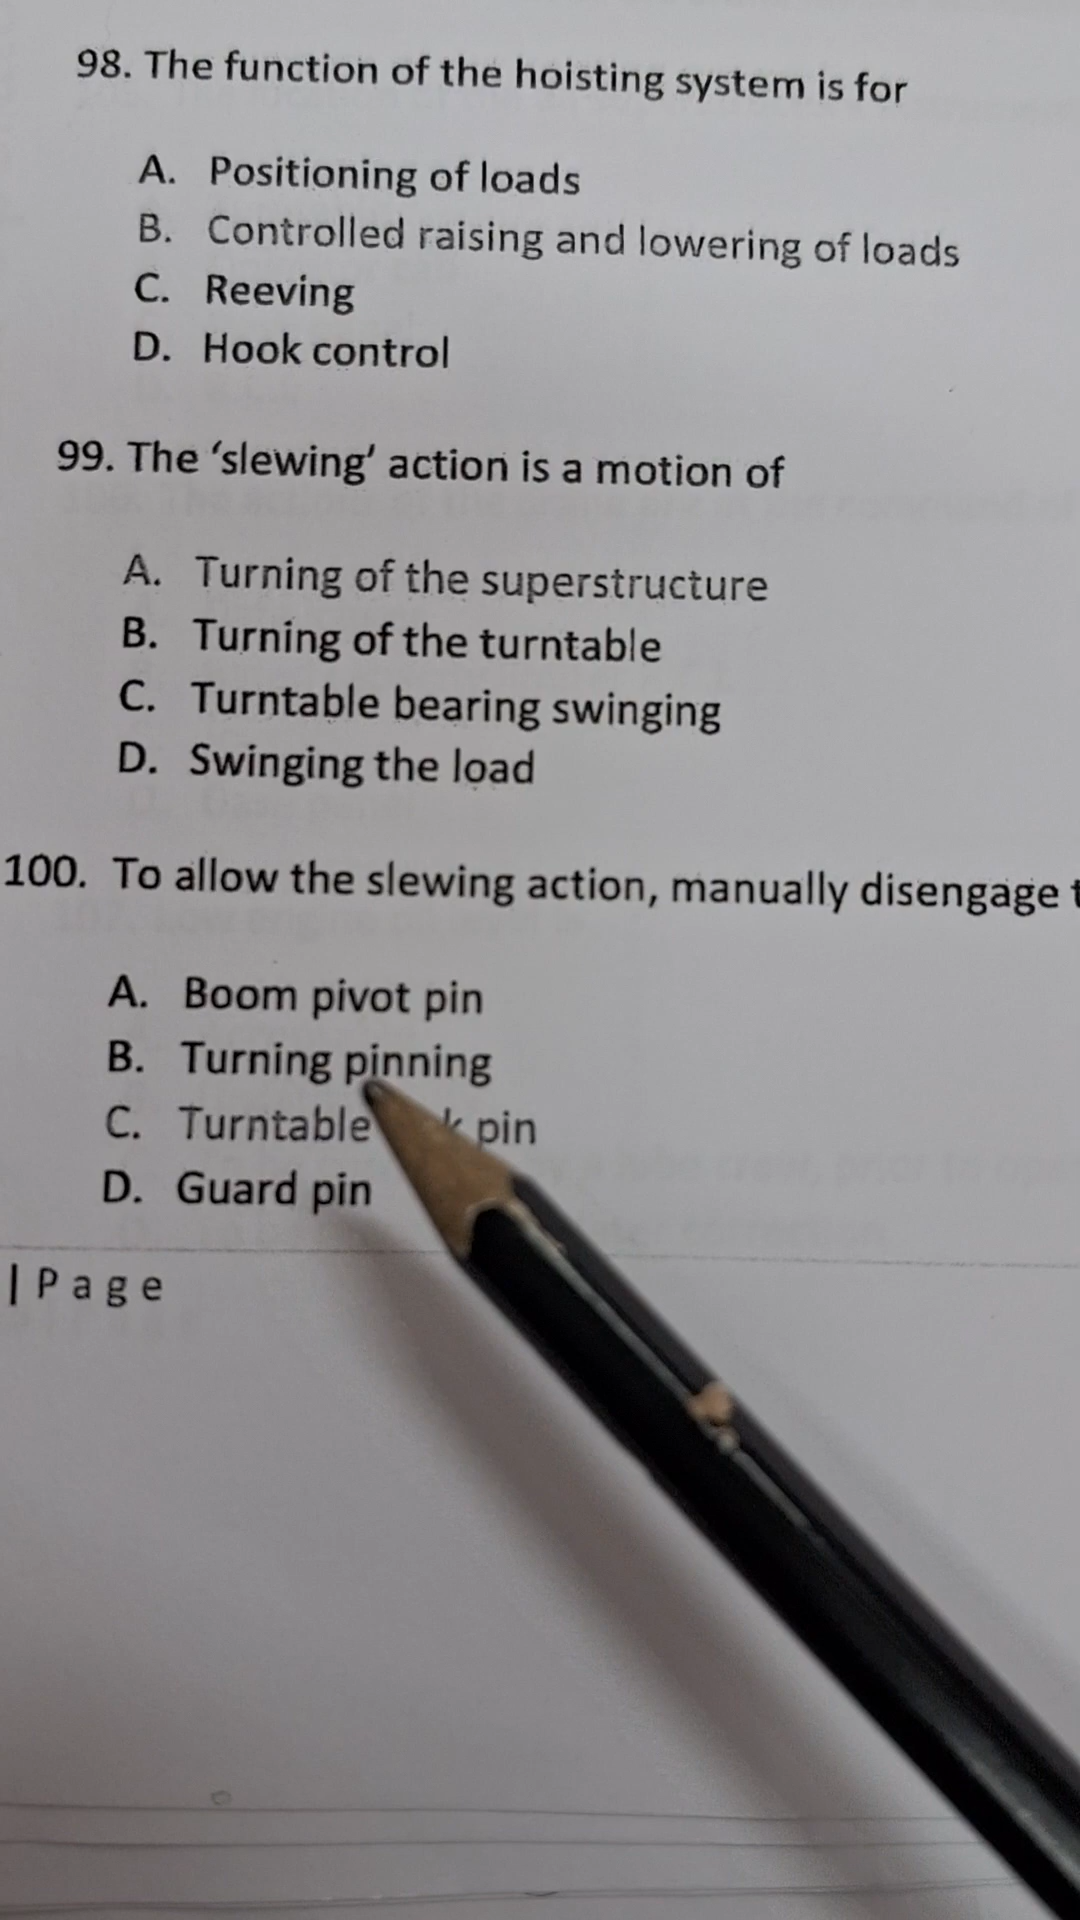 98. The function of the hoisting system is for
A. Positioning of loads
B. Controlled raising and lowering of loads
C. Reeving
D. Hook control
99. The ‘slewing’ action is a motion of
A. Turning of the superstructure
B. Turning of the turntable
C. Turntable bearing swinging
D. Swinging the load
100. To allow the slewing action, manually disengage
A. Boom pivot pin
B. Turning pinning
C. Turntable pin
D. Guard pin
| Page